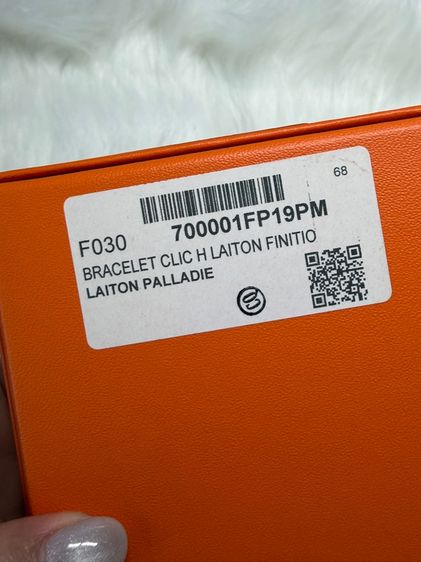 68
F030 700001FP19PM
BRACELET CLIC H LAITON FINITIO
LAITON PALLADIE